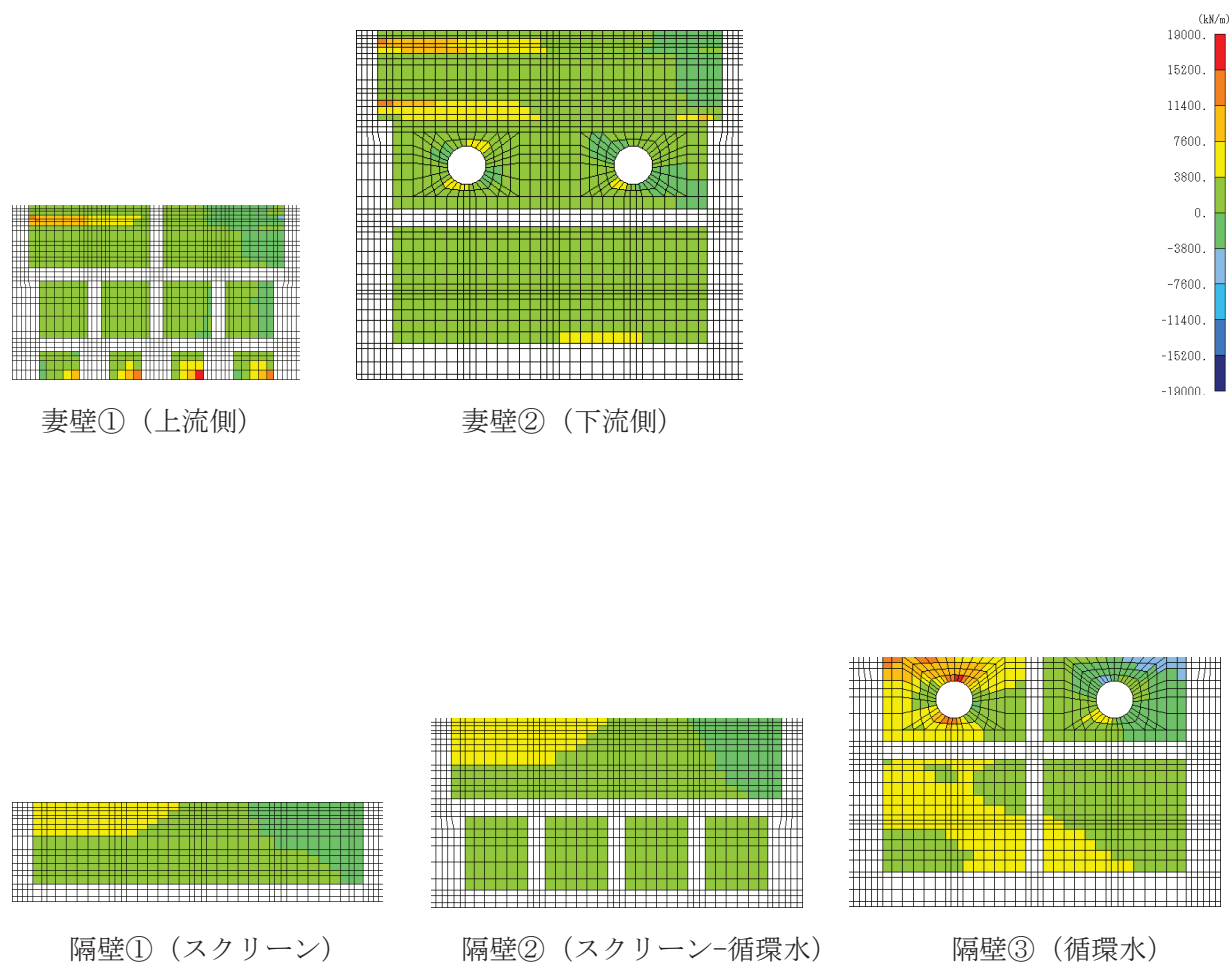 (kN/m)
19000.
15200.
11400.
7600.
3800.
0.
-3800.
-7600.
-11400.
-15200.
-19000.
妻壁①（上流側）
妻壁②（下流側）
隔壁①（スクリーン）
隔壁②（スクリーン−循環水）
隔壁③（循環水）